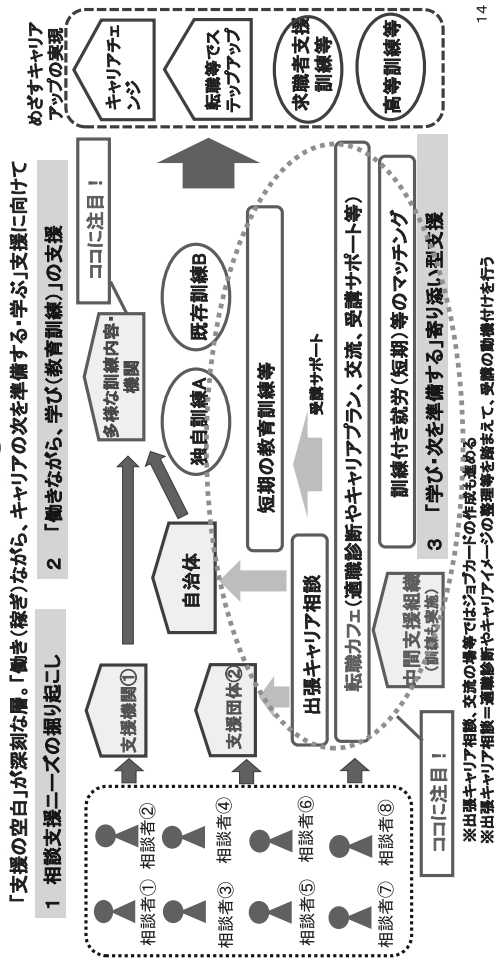 「支援の空白」が深刻な層。「働き(稼ぎ)ながら、キャリアの次を準備する・学ぶ」支援に向けて
1 相談支援ニーズの掘り起こし
2 「働きながら、学び(教育訓練)」の支援
めざすキャリア
アップの実現
相談者①
相談者②
相談者③
相談者④
相談者⑤
相談者⑥
相談者⑦
相談者⑧
支援機関①
支援団体②
自治体
多様な訓練内容・
機関
ココに注目!
独自訓練A
既存訓練B
キャリアチェ
ンジ
転職等でス
テップアップ
求職者支援
訓練等
高等訓練等
出張キャリア相談
短期の教育訓練等
受講サポート
転職カフェ(適職診断やキャリアプラン、交流、受講サポート等)
中間支援組織
(訓練も実施)
訓練付き就労(短期)等のマッチング
3 「学び・次を準備する」寄り添い型支援
ココに注目!
※出張キャリア相談、交流の場等ではジョブカードの作成も進める
※出張キャリア相談=適職診断やキャリアイメージの整理等を踏まえて、受講の動機付けを行う
14